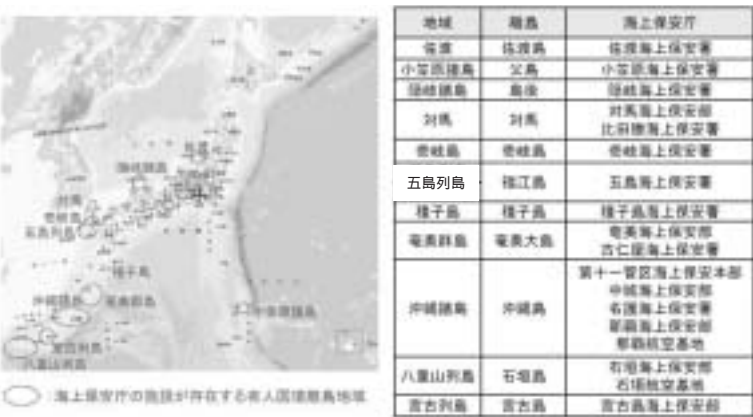 佐渡
隠岐諸島
対馬
壱岐島
五島列島
種子島
沖縄諸島
奄美群島
小笠原諸島
宮古列島
八重山列島
：海上保安庁の施設が存在する有人国境離島地域
地域 離島 海上保安庁
佐渡 佐渡島 佐渡海上保安署
小笠原諸島 父島 小笠原海上保安署
隠岐諸島 島後 隠岐海上保安署
対馬 対馬 対馬海上保安部
比田勝海上保安署
壱岐島 壱岐島 壱岐海上保安署
五島列島 福江島 五島海上保安署
種子島 種子島 種子島海上保安署
奄美群島 奄美大島 奄美海上保安部
古仁屋海上保安署
沖縄諸島 沖縄島 第十一管区海上保安本部
中城海上保安部
名護海上保安署
那覇海上保安部
那覇航空基地
八重山列島 石垣島 石垣海上保安部
石垣航空基地
宮古列島 宮古島 宮古島海上保安部